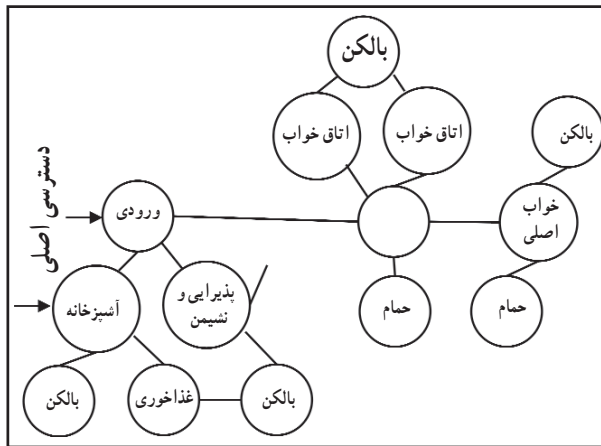 بالکن
اتاق خواب
اتاق خواب
بالکن
دسترسی اصلی
ورودی
خواب
اصلی
آشپزخانه
پذیرایی و
نشیمن
حمام
حمام
بالکن
غذاخوری
بالکن